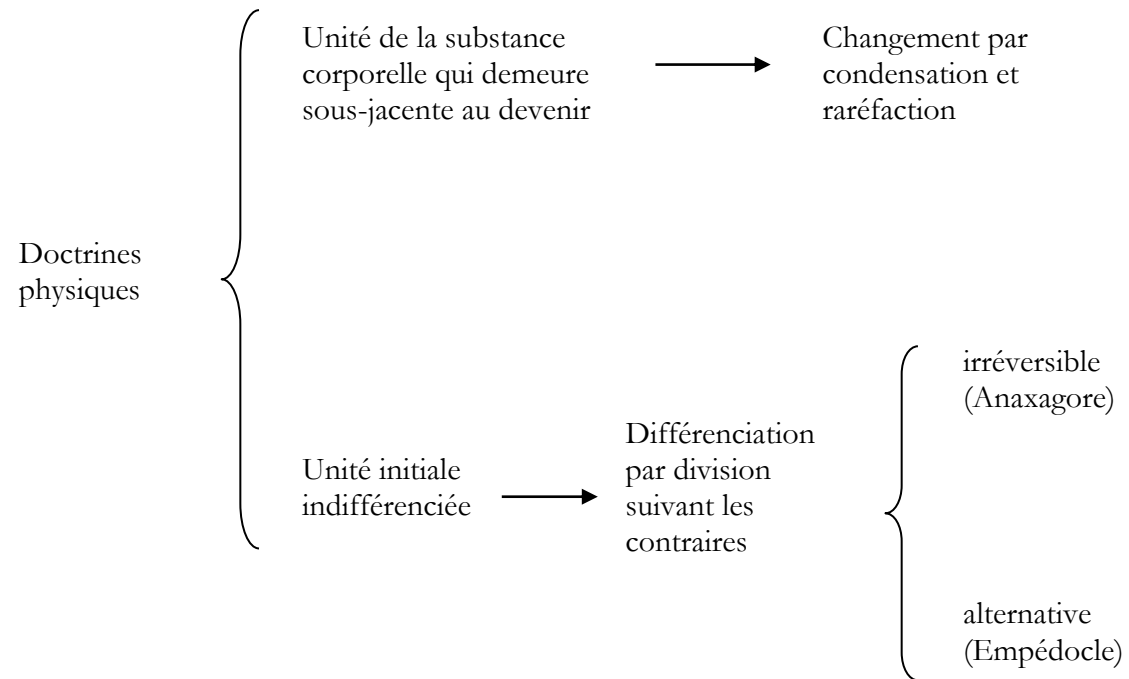 Doctrines
physiques
Unité de la substance
corporelle qui demeure
sous-jacente au devenir
Changement par
condensation et
raréfaction
Unité initiale
indifférenciée
Différenciation
par division
suivant les
contraires
irréversible
(Anaxagore)
alternative
(Empédocle)